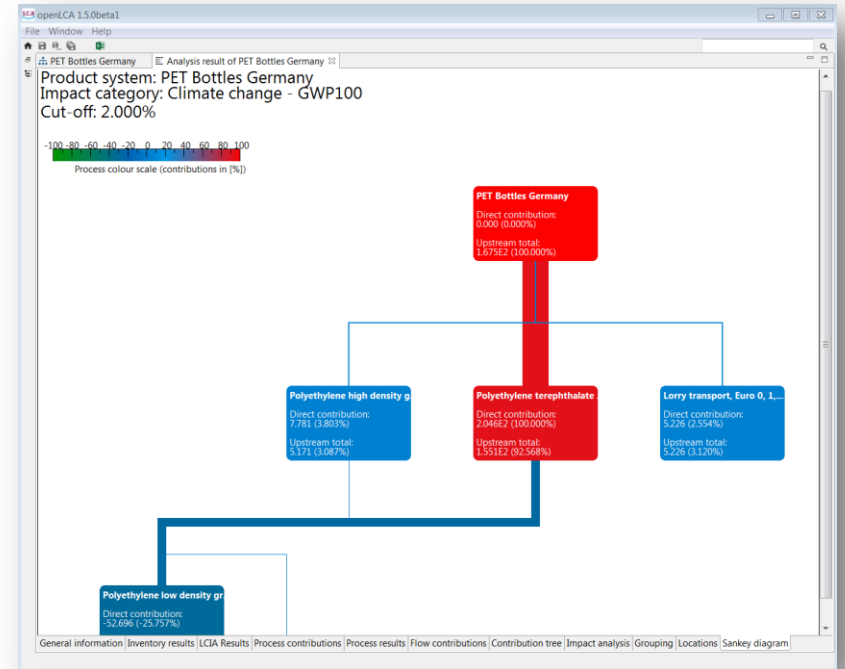 openLCA 1.5.0beta1
File Window Help
PET Bottles Germany
Analysis result of PET Bottles Germany
Product system: PET Bottles Germany
Impact category: Climate change - GWP100
Cut-off: 2.000%
-100 -80 -60 -40 -20 0 20 40 60 80 100
Process colour scale (contributions in [%])
PET Bottles Germany
Direct contribution:
0.000 (0.000%)
Upstream total:
1.675E2 (100.000%)
Polyethylene high density g.
Direct contribution:
7.781 (3.803%)
Upstream total:
5.171 (3.087%)
Polyethylene terephthalate .
Direct contribution:
2.046E2 (100.000%)
Upstream total:
1.551E2 (92.568%)
Lorry transport, Euro 0, 1,...
Direct contribution:
5.226 (2.554%)
Upstream total:
5.226 (3.120%)
Polyethylene low density gr.
Direct contribution:
-52.696 (-25.757%)
General information Inventory results LCIA Results Process contributions Process results Flow contributions Contribution tree Impact analysis Grouping Locations Sankey diagram